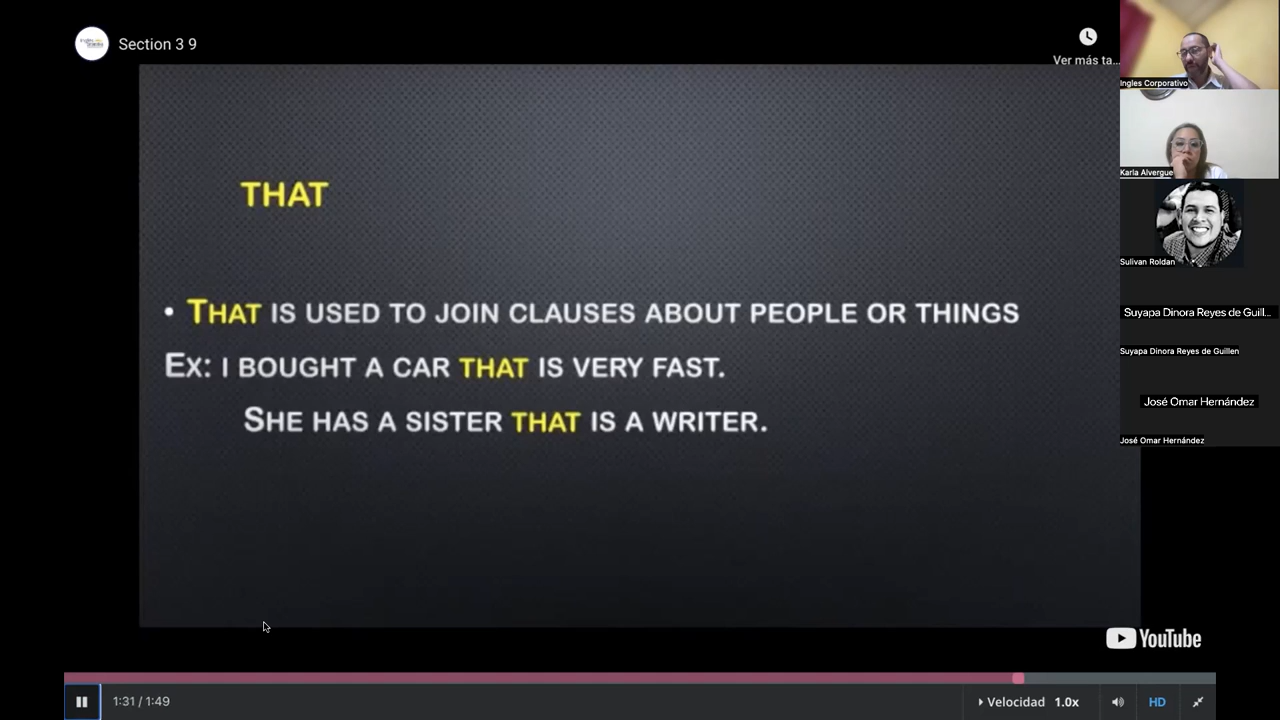 Section 3 9
Ver más ta...
THAT
• THAT IS USED TO JOIN CLAUSES ABOUT PEOPLE OR THINGS
EX: I BOUGHT A CAR THAT IS VERY FAST.
SHE HAS A SISTER THAT IS A WRITER.
YouTube
1:31 / 1:49
Velocidad 1.0x
HD
Ingles Corporativo
Karla Alvergue
Sulivan Roldan
Suyapa Dinora Reyes de Guill...
Suyapa Dinora Reyes de Guillen
José Omar Hernández
José Omar Hernández